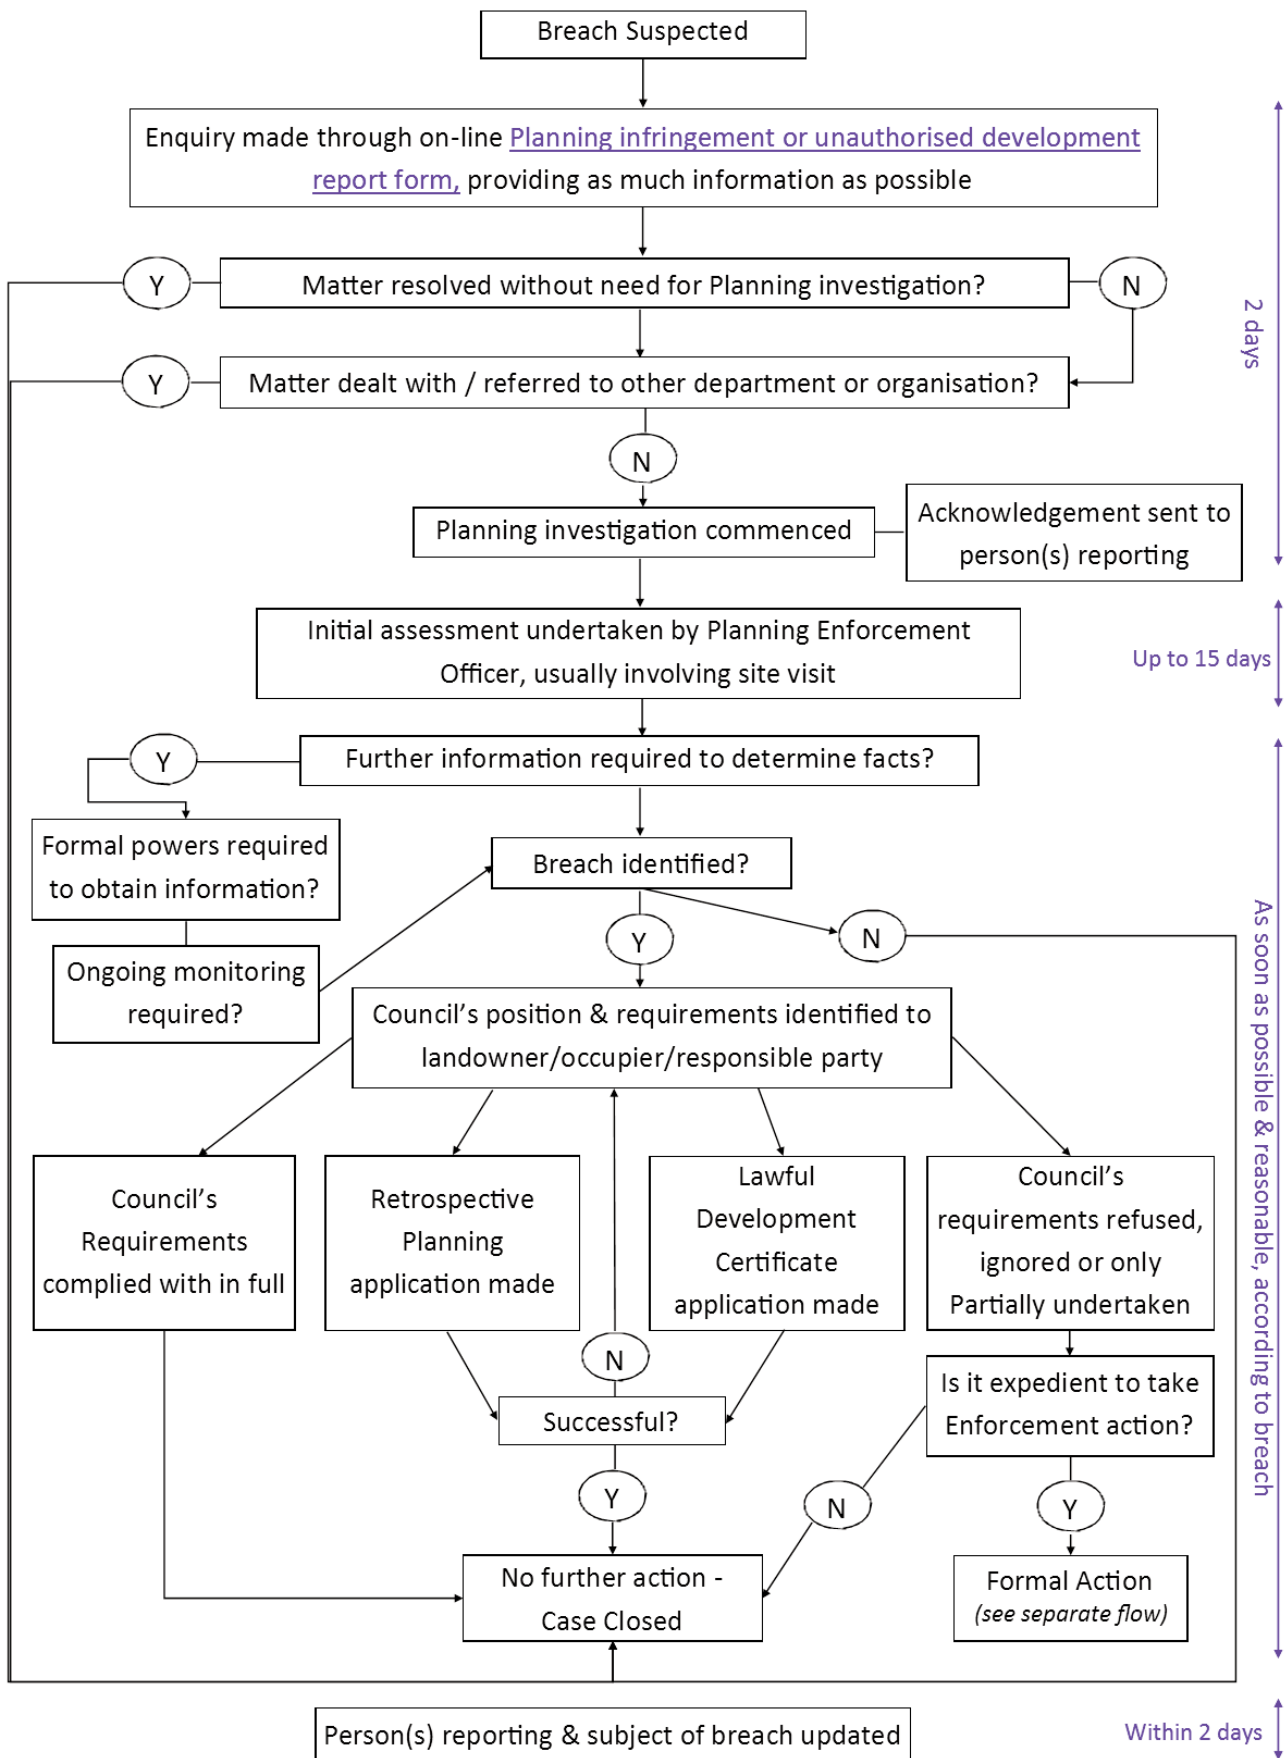 Breach Suspected
Enquiry made through on-line Planning infringement or unauthorised development
report form, providing as much information as possible
Y
Matter resolved without need for Planning investigation?
N
2 days
Y
Matter dealt with / referred to other department or organisation?
N
Planning investigation commenced
Acknowledgement sent to
person(s) reporting
Initial assessment undertaken by Planning Enforcement
Officer, usually involving site visit
Up to 15 days
Y
Further information required to determine facts?
Formal powers required
to obtain information?
Breach identified?
Y
N
Ongoing monitoring
required?
As soon as possible & reasonable, according to breach
Council's position & requirements identified to
landowner/occupier/responsible party
Council's
Requirements
complied with in full
Retrospective
Planning
application made
Lawful
Development
Certificate
application made
Council's
requirements refused,
ignored or only
Partially undertaken
N
Successful?
Is it expedient to take
Enforcement action?
Y
N
Y
No further action -
Case Closed
Formal Action
(see separate flow)
Person(s) reporting & subject of breach updated
Within 2 days